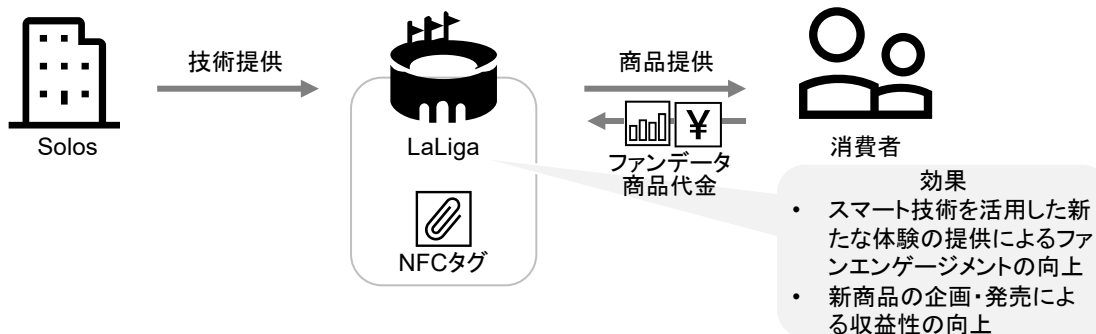 技術提供
商品提供
Solos
LaLiga
¥
ファンデータ
商品代金
消費者
NFCタグ
効果
• スマート技術を活用した新
たな体験の提供によるファ
ンエンゲージメントの向上
• 新商品の企画・発売によ
る収益性の向上